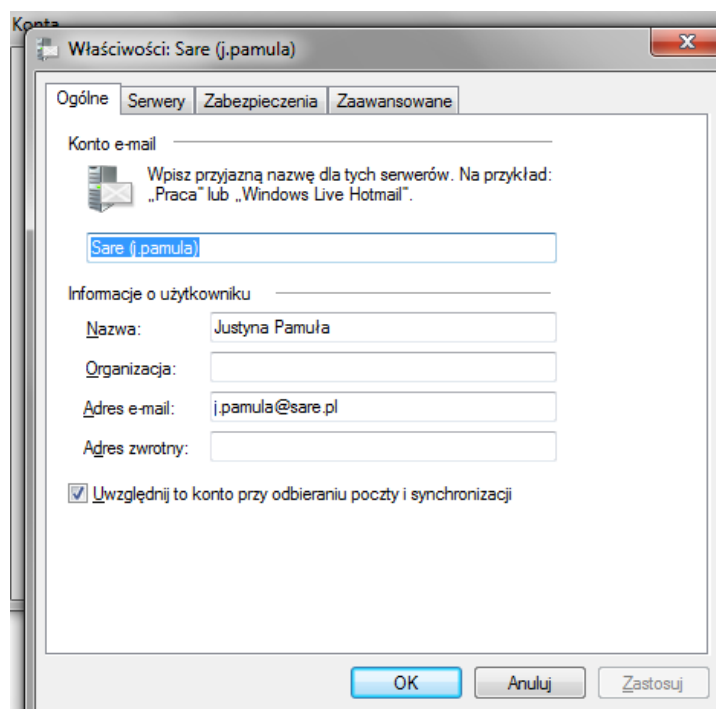 Konta
Właściwości: Sare (j.pamula)
Ogólne Serwery Zabezpieczenia Zaawansowane
Konto e-mail
Wpisz przyjazną nazwę dla tych serwerów. Na przykład:
„Praca” lub „Windows Live Hotmail”.
Sare (j.pamula)
Informacje o użytkowniku
Nazwa: Justyna Pamuła
Organizacja:
Adres e-mail: j.pamula@sare.pl
Adres zwrotny:
Uwzględnij to konto przy odbieraniu poczty i synchronizacji
OK Anuluj Zastosuj